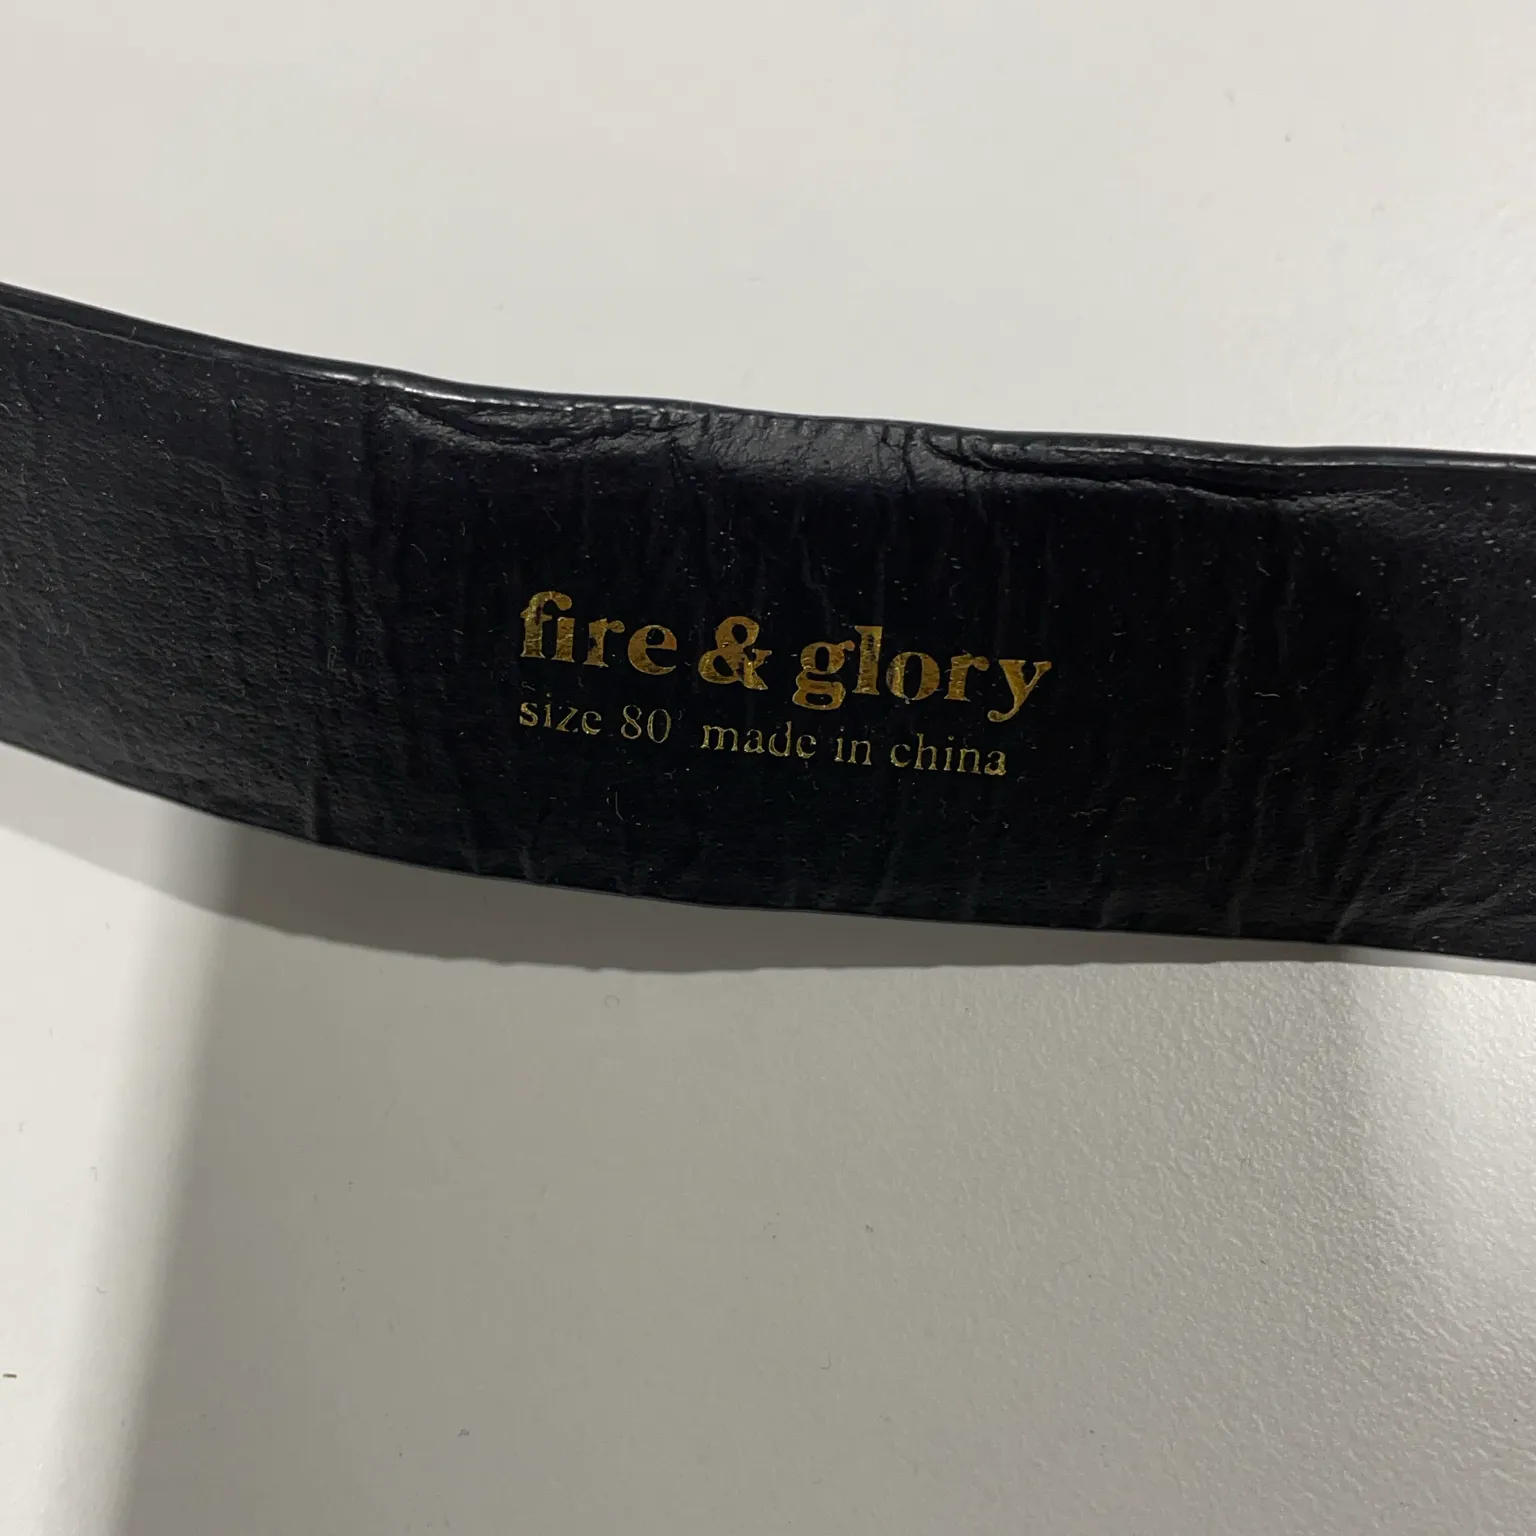 fire & glory
size 80 made in china